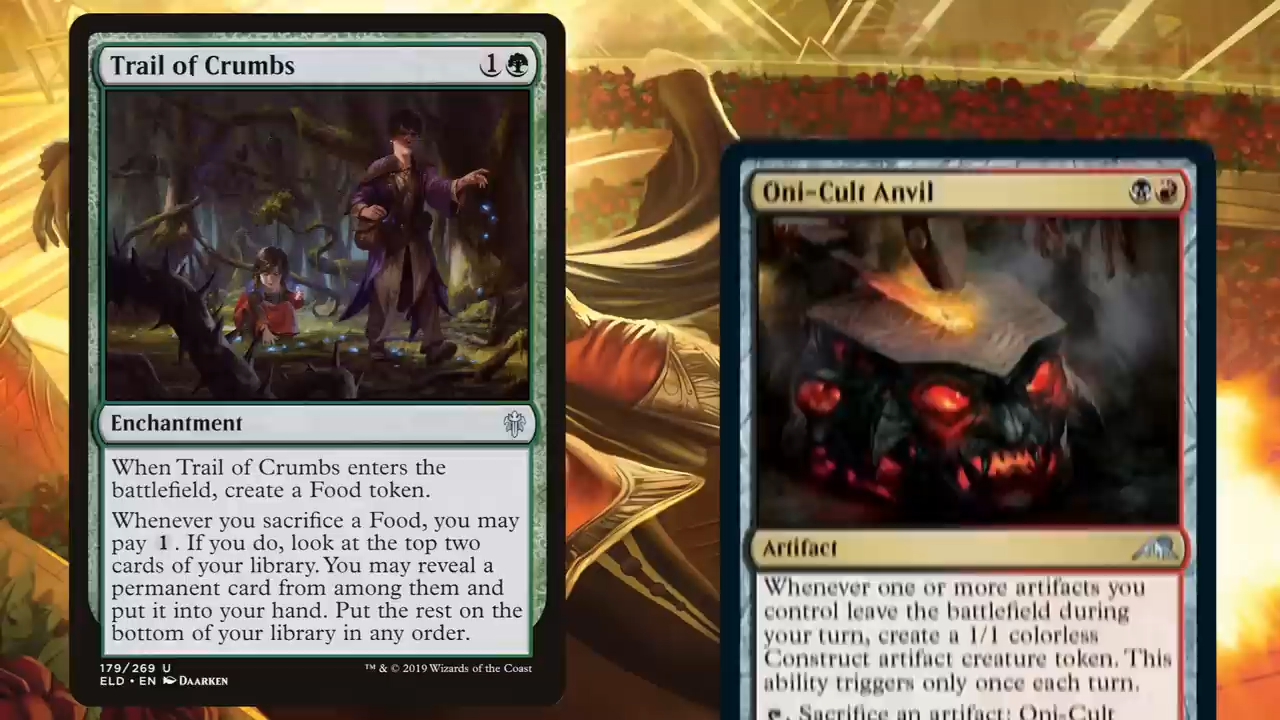 Trail of Crumbs 1
Enchantment
When Trail of Crumbs enters the
battlefield, create a Food token.
Whenever you sacrifice a Food, you may
pay 1. If you do, look at the top two
cards of your library. You may reveal a
permanent card from among them and
put it into your hand. Put the rest on the
bottom of your library in any order.
179/269 U
ELD • EN DAARKEN
™ & © 2019 Wizards of the Coast
Oni-Cult Anvil
Artifact
Whenever one or more artifacts you
control leave the battlefield during
your turn, create a 1/1 colorless
Construct artifact creature token. This
ability triggers only once each turn.
, Sacrifice an artifact: Oni-Cult